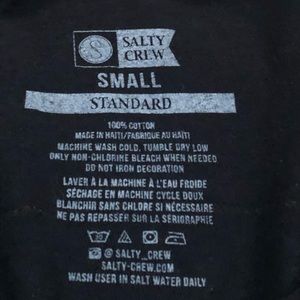 SALTY
CREW
SMALL
STANDARD
100% COTTON
MADE IN HAITI/FABRIQUE AU HAITI
MACHINE WASH COLD, TUMBLE DRY LOW
ONLY NON-CHLORINE BLEACH WHEN NEEDED
DO NOT IRON DECORATION
LAVER À LA MACHINE À L'EAU FROIDE
SÉCHAGE EN MACHINE CYCLE DOUX
BLANCHIR SANS CHLORE SI NÉCESSAIRE
NE PAS REPASSER SUR LA SÉRIGRAPHIE
@SALTY_CREW
SALTY-CREW.COM
WASH USER IN SALT WATER DAILY